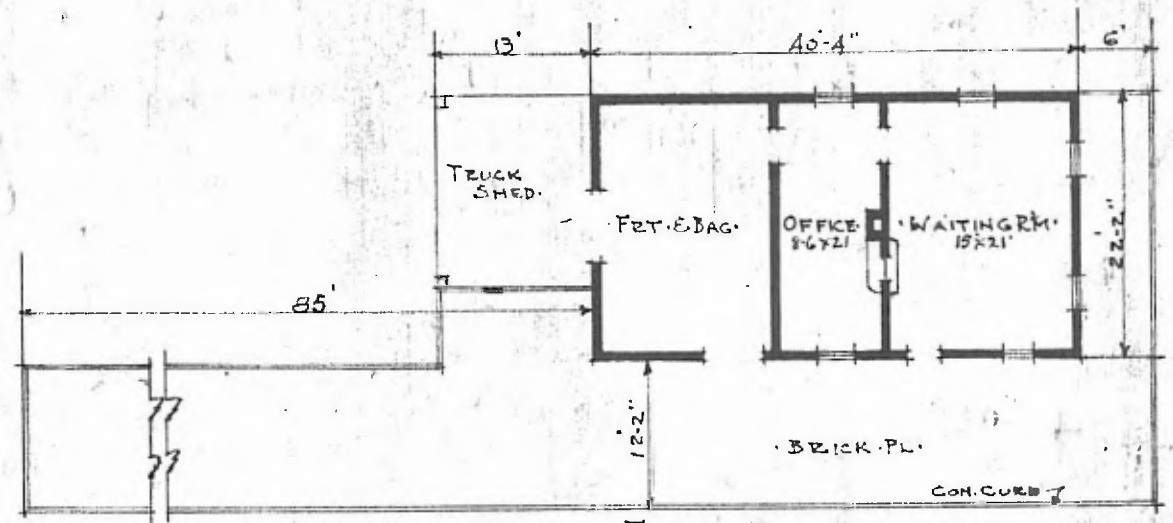 13'
40'-4"
6'
TRUCK
SHED.
FRT. & BAG.
OFFICE
8-6x21
WAITING RM.
15x21'
22'-2"
85'
12'-2"
BRICK PL.
CON. CURB